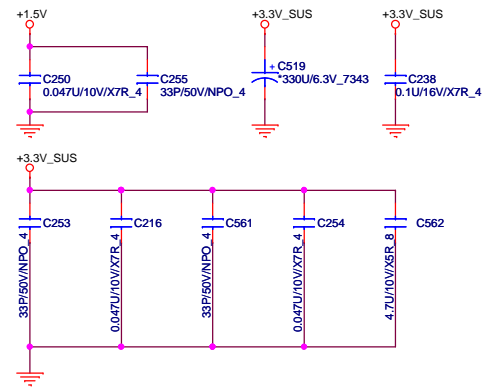 +1.5V
+3.3V_SUS
+3.3V_SUS
C250
0.047U/10V/X7R_4
C255
33P/50V/NPO_4
+
C519
*330U/6.3V_7343
C238
0.1U/16V/X7R_4
+3.3V_SUS
C253
33P/50V/NPO_4
C216
0.047U/10V/X7R_4
C561
33P/50V/NPO_4
C254
0.047U/10V/X7R_4
C562
4.7U/10V/X5R_8